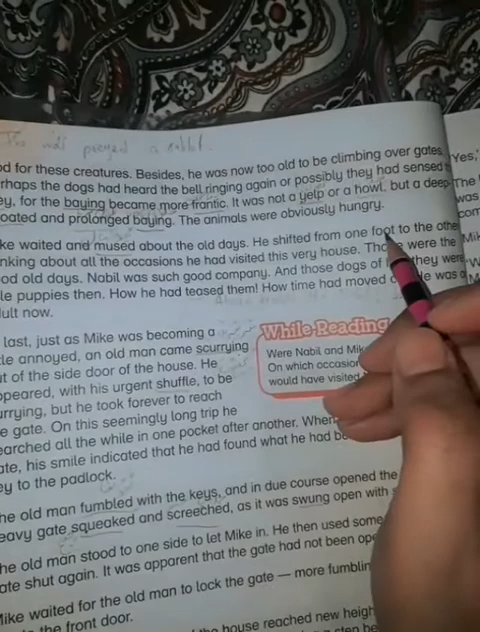 The wolf preyed a rabbit.
od for these creatures. Besides, he was now too old to be climbing over gates.
rhaps the dogs had heard the bell ringing again or possibly they had sensed
ey, for the baying became more frantic. It was not a yelp or a howl, but a deep-
oated and prolonged baying. The animals were obviously hungry.
ke waited and mused about the old days. He shifted from one foot to the othe
nking about all the occasions he had visited this very house. were the
od old days. Nabil was such good company. And those dogs of they were
le puppies then. How he had teased them! How time had moved was a
dult now.
last, just as Mike was becoming a
tle annoyed, an old man came scurrying
ut of the side door of the house. He
ppeared, with his urgent shuffle, to be
urrying, but he took forever to reach
e gate. On this seemingly long trip he
earched all the while in one pocket after another. When
ate, his smile indicated that he had found what he had be
ey to the padlock.
While-Reading
Were Nabil and Mik
On which occasion
would have visited
he old man fumbled with the keys, and in due course opened the
eavy gate squeaked and screeched, as it was swung open with
he old man stood to one side to let Mike in. He then used some
ate shut again. It was apparent that the gate had not been ope
Mike waited for the old man to lock the gate — more fumblin
the front door.
the house reached new heigh
Yes,'
The
was
com
Mik